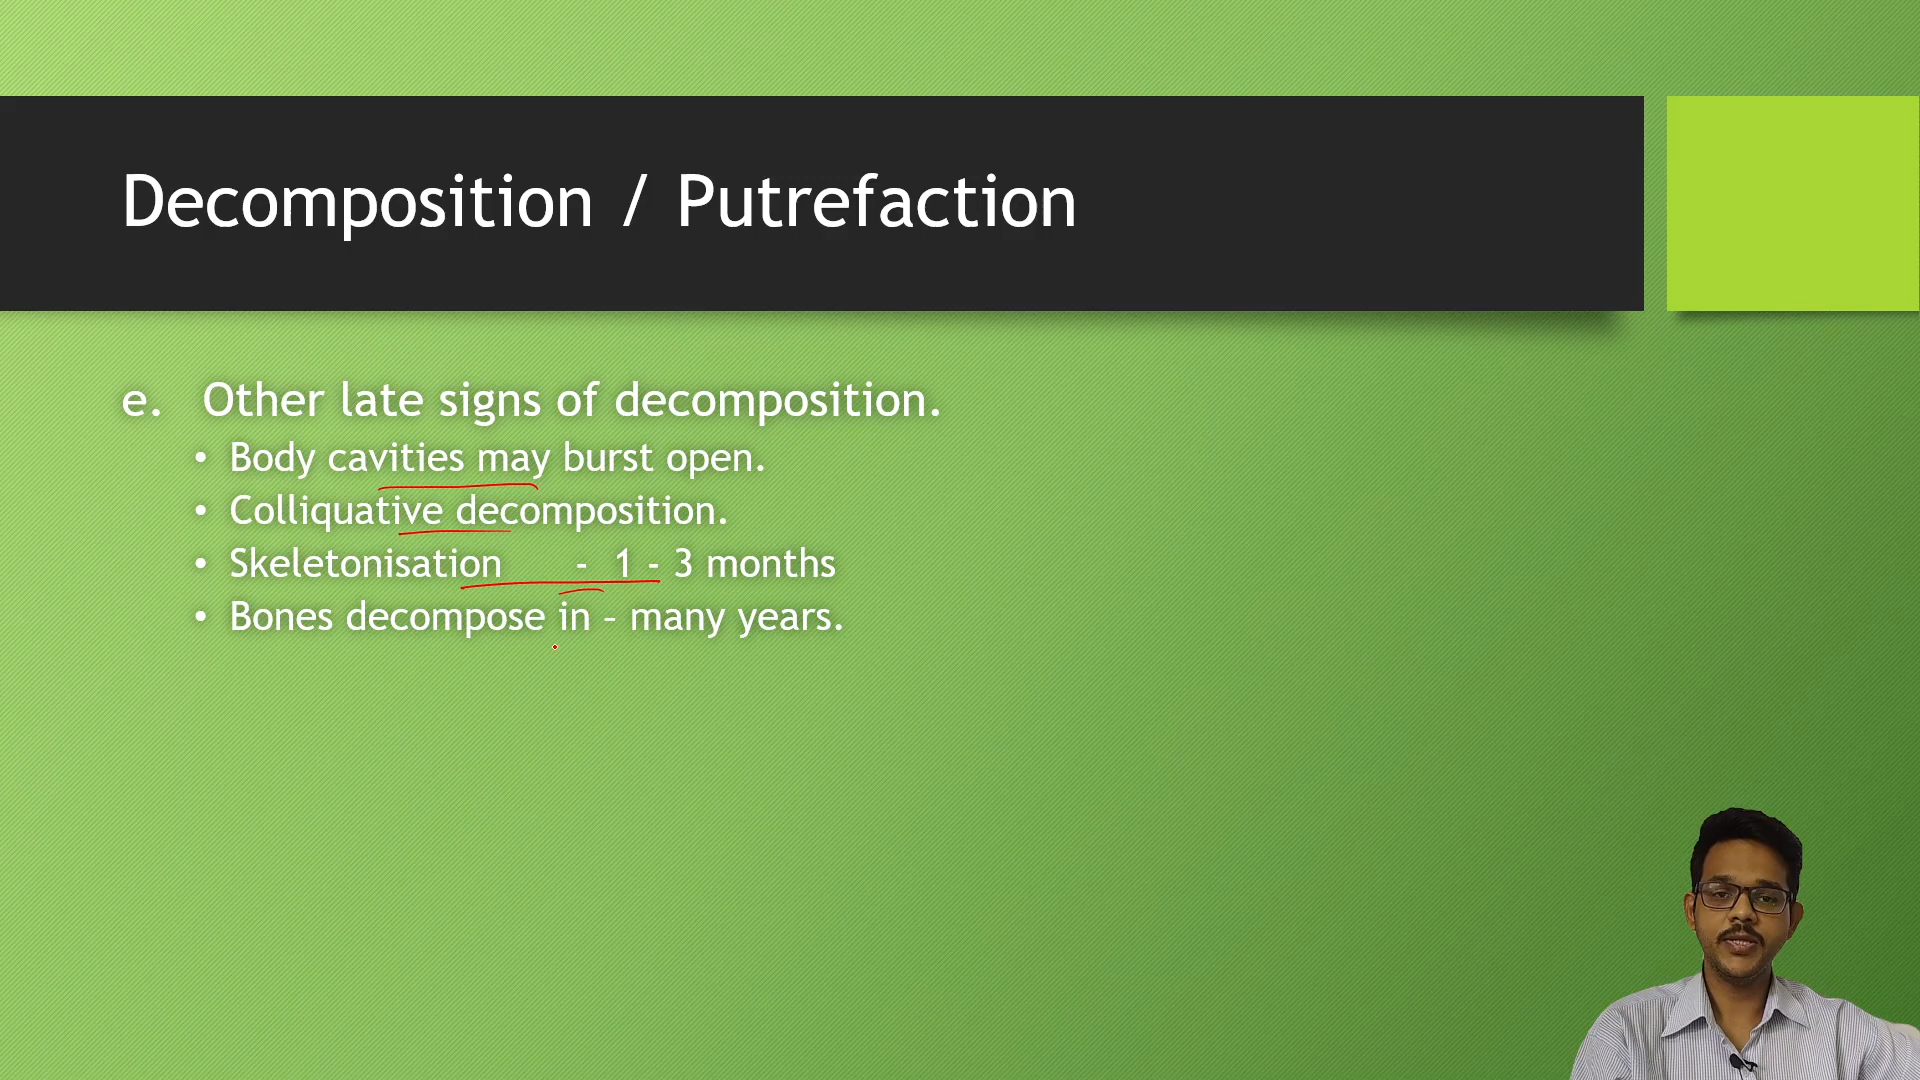 Decomposition / Putrefaction
e. Other late signs of decomposition.
• Body cavities may burst open.
• Colliquative decomposition.
• Skeletonisation - 1 - 3 months
• Bones decompose in – many years.